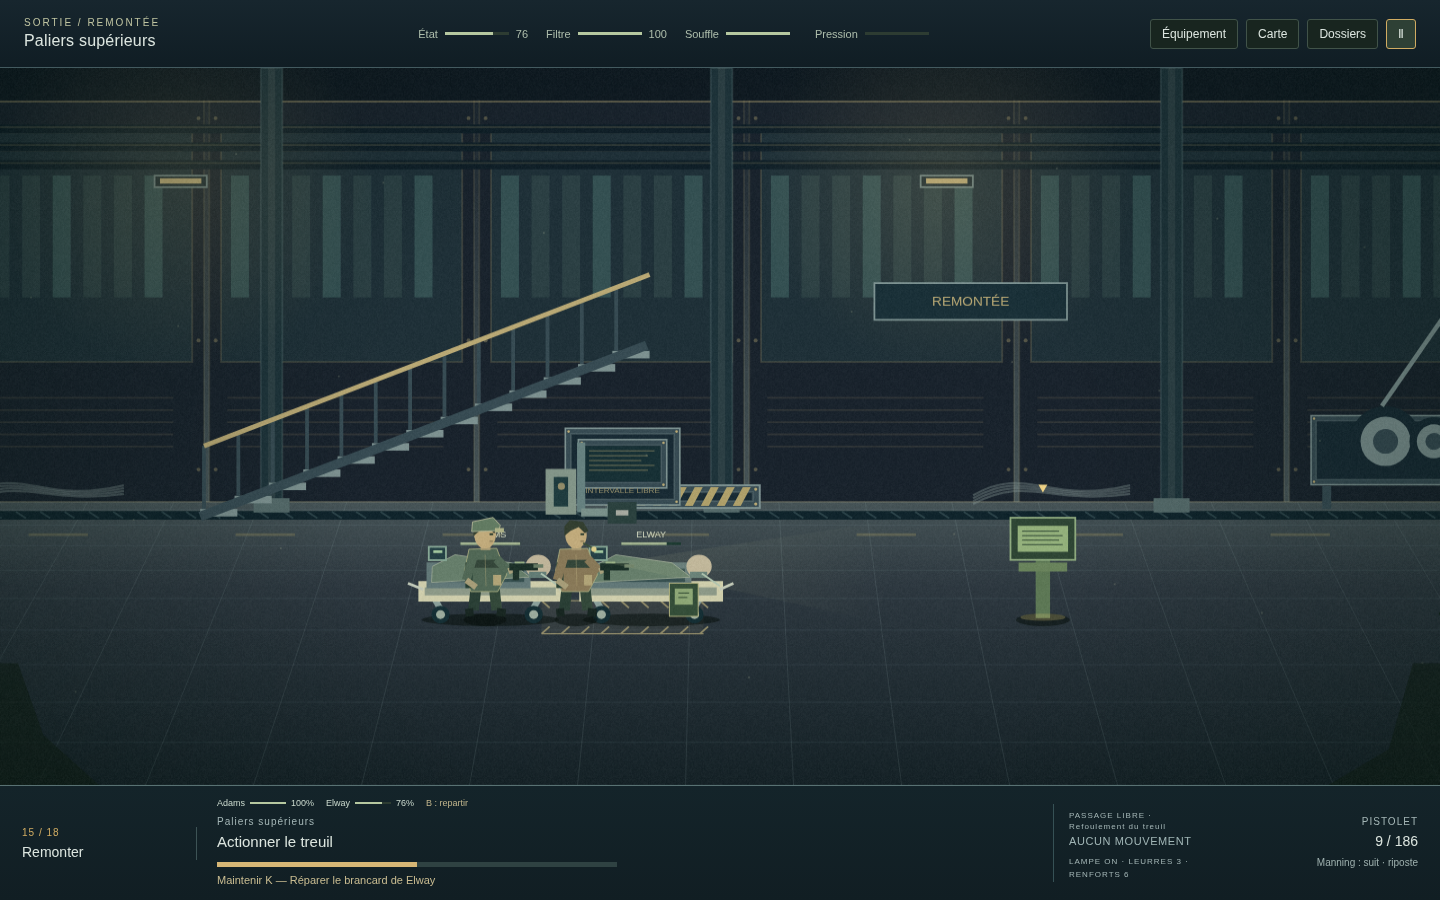 SORTIE / REMONTÉE
Paliers supérieurs
État 76 Filtre 100 Souffle Pression
Équipement Carte Dossiers II
REMONTÉE
INTERVALLE LIBRE
MS ELWAY
15 / 18
Remonter
Adams 100% Elway 76% B : repartir
Paliers supérieurs
Actionner le treuil
Maintenir K — Réparer le brancard de Elway
PASSAGE LIBRE ·
Refoulement du treuil
AUCUN MOUVEMENT
LAMPE ON · LEURRES 3 ·
RENFORTS 6
PISTOLET
9 / 186
Manning : suit · riposte